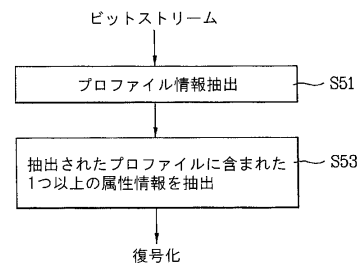 ビットストリーム
プロファイル情報抽出
S51
抽出されたプロファイルに含まれた
1つ以上の属性情報を抽出
S53
復号化